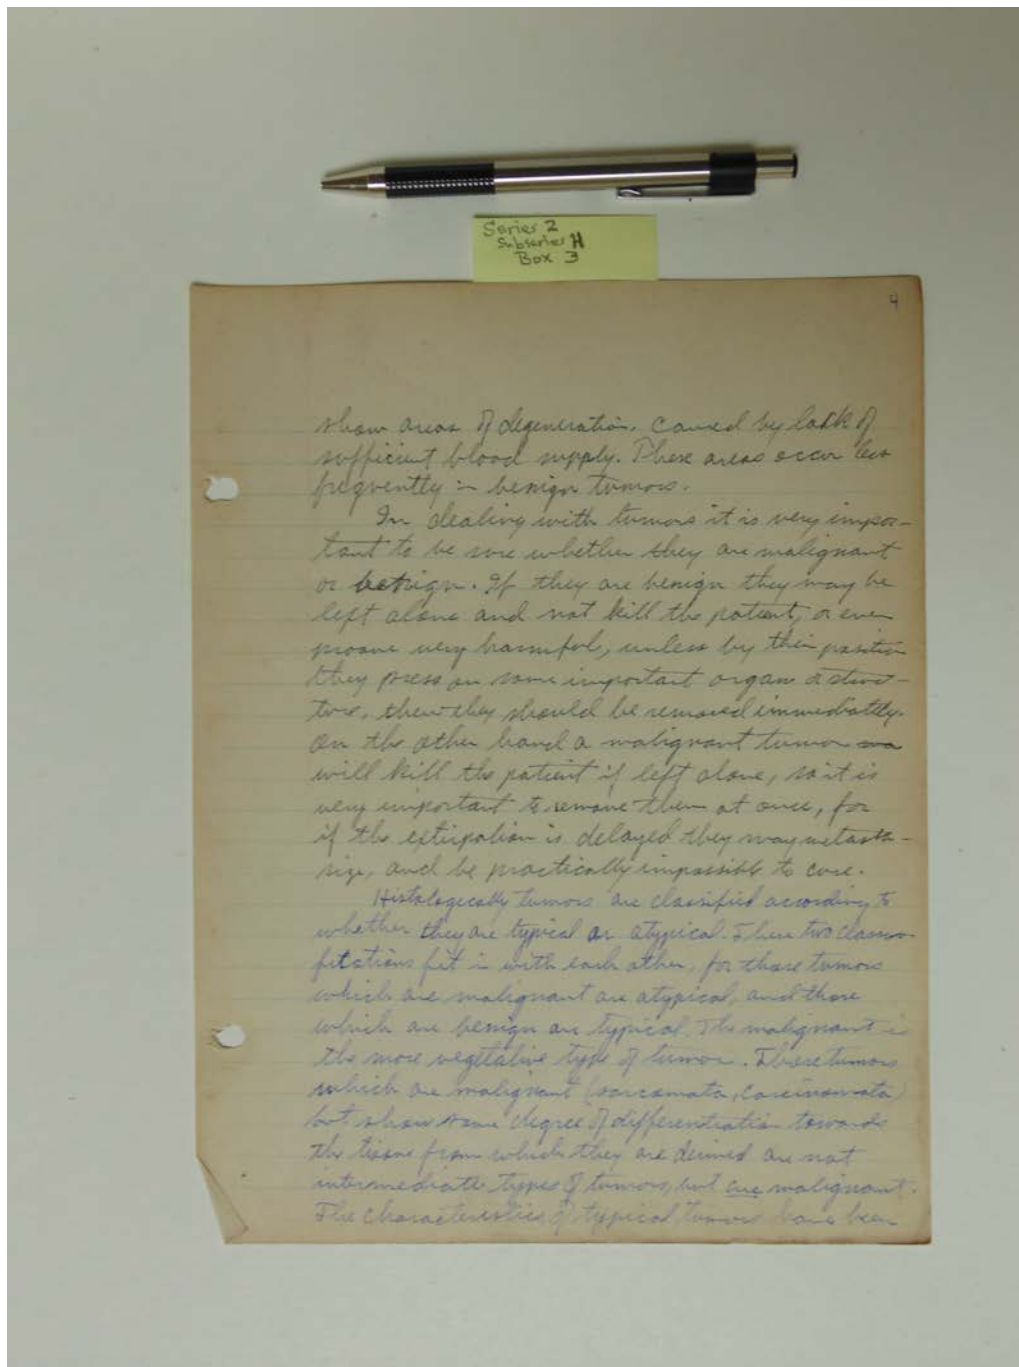 Series 2
Subseries H
Box 3
4
show areas of degeneration, caused by lack of
sufficient blood supply. These areas occur less
frequently in benign tumors.
In dealing with tumors it is very impor-
tant to be sure whether they are malignant
or benign. If they are benign they may be
left alone and not kill the patient, or even
prove very harmful, unless by their position
they press on some important organ or struc-
ture, then they should be removed immediately.
On the other hand a malignant tumor
will kill the patient if left alone, so it is
very important to remove them at once, for
if the extirpation is delayed they may metasta-
size, and be practically impossible to cure.
Histologically tumors are classified according to
whether they are typical or atypical. These two classi-
fications fit in with each other, for those tumors
which are malignant are atypical, and those
which are benign are typical. The malignant is
the more vegetative type of tumor. Those tumors
which are malignant (sarcomata, carcinomata)
but show some degree of differentiation towards
the tissue from which they are derived are not
intermediate types of tumors, but are malignant.
The characteristics of typical tumors have been